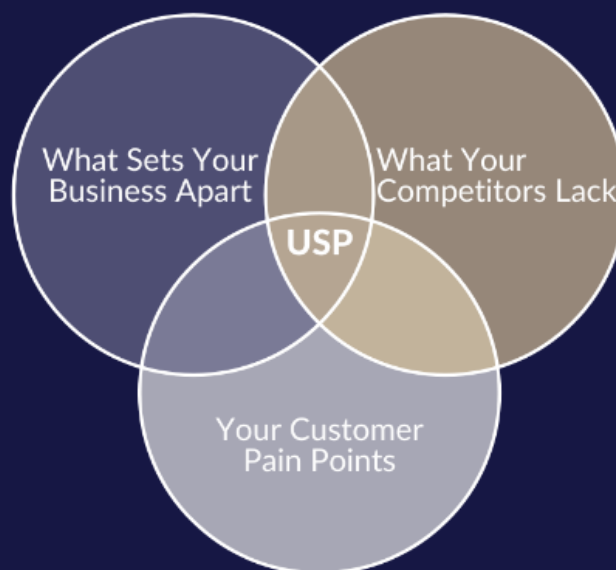 What Sets Your
Business Apart
What Your
Competitors Lack
USP
Your Customer
Pain Points